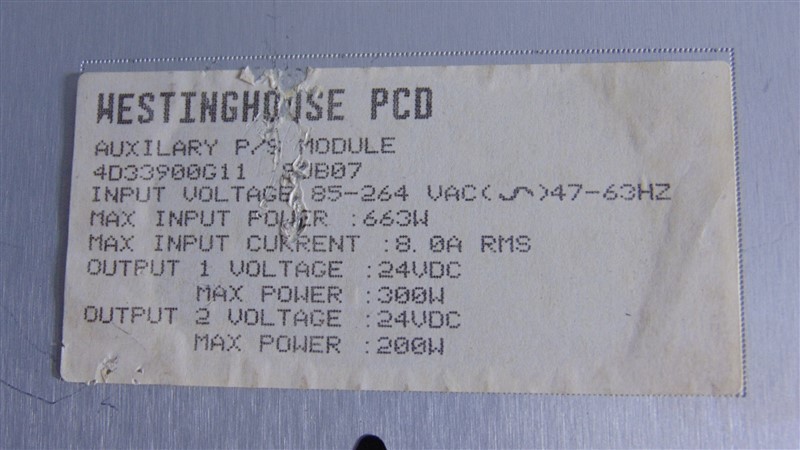 WESTINGHOUSE PCD
AUXILARY P/S MODULE
4D33900G11 SUB07
INPUT VOLTAGE 85-264 VAC(∿)47-63HZ
MAX INPUT POWER :663W
MAX INPUT CURRENT :8.0A RMS
OUTPUT 1 VOLTAGE :24VDC
MAX POWER :300W
OUTPUT 2 VOLTAGE :24VDC
MAX POWER :200W